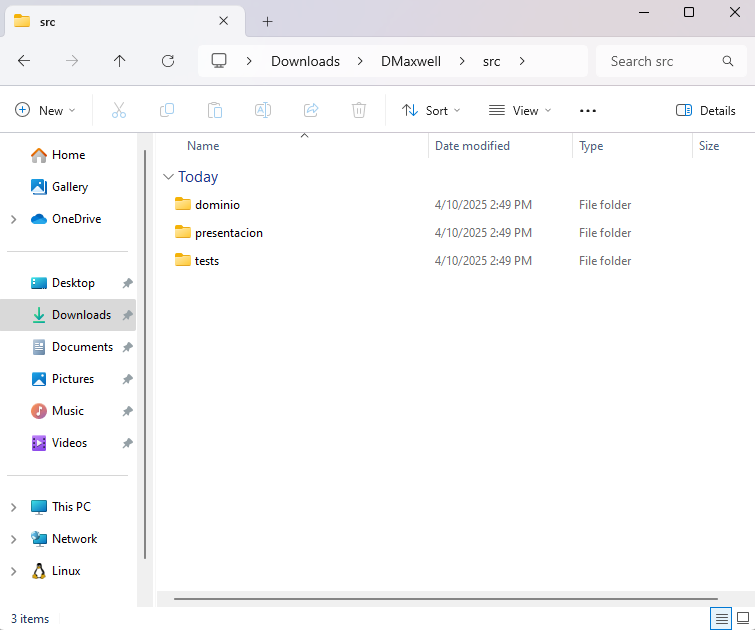 src
Downloads DMaxwell src
Search src
New Sort View ... Details
Name Date modified Type Size
Today
dominio 4/10/2025 2:49 PM File folder
presentacion 4/10/2025 2:49 PM File folder
tests 4/10/2025 2:49 PM File folder
Home
Gallery
OneDrive
Desktop
Downloads
Documents
Pictures
Music
Videos
This PC
Network
Linux
3 items